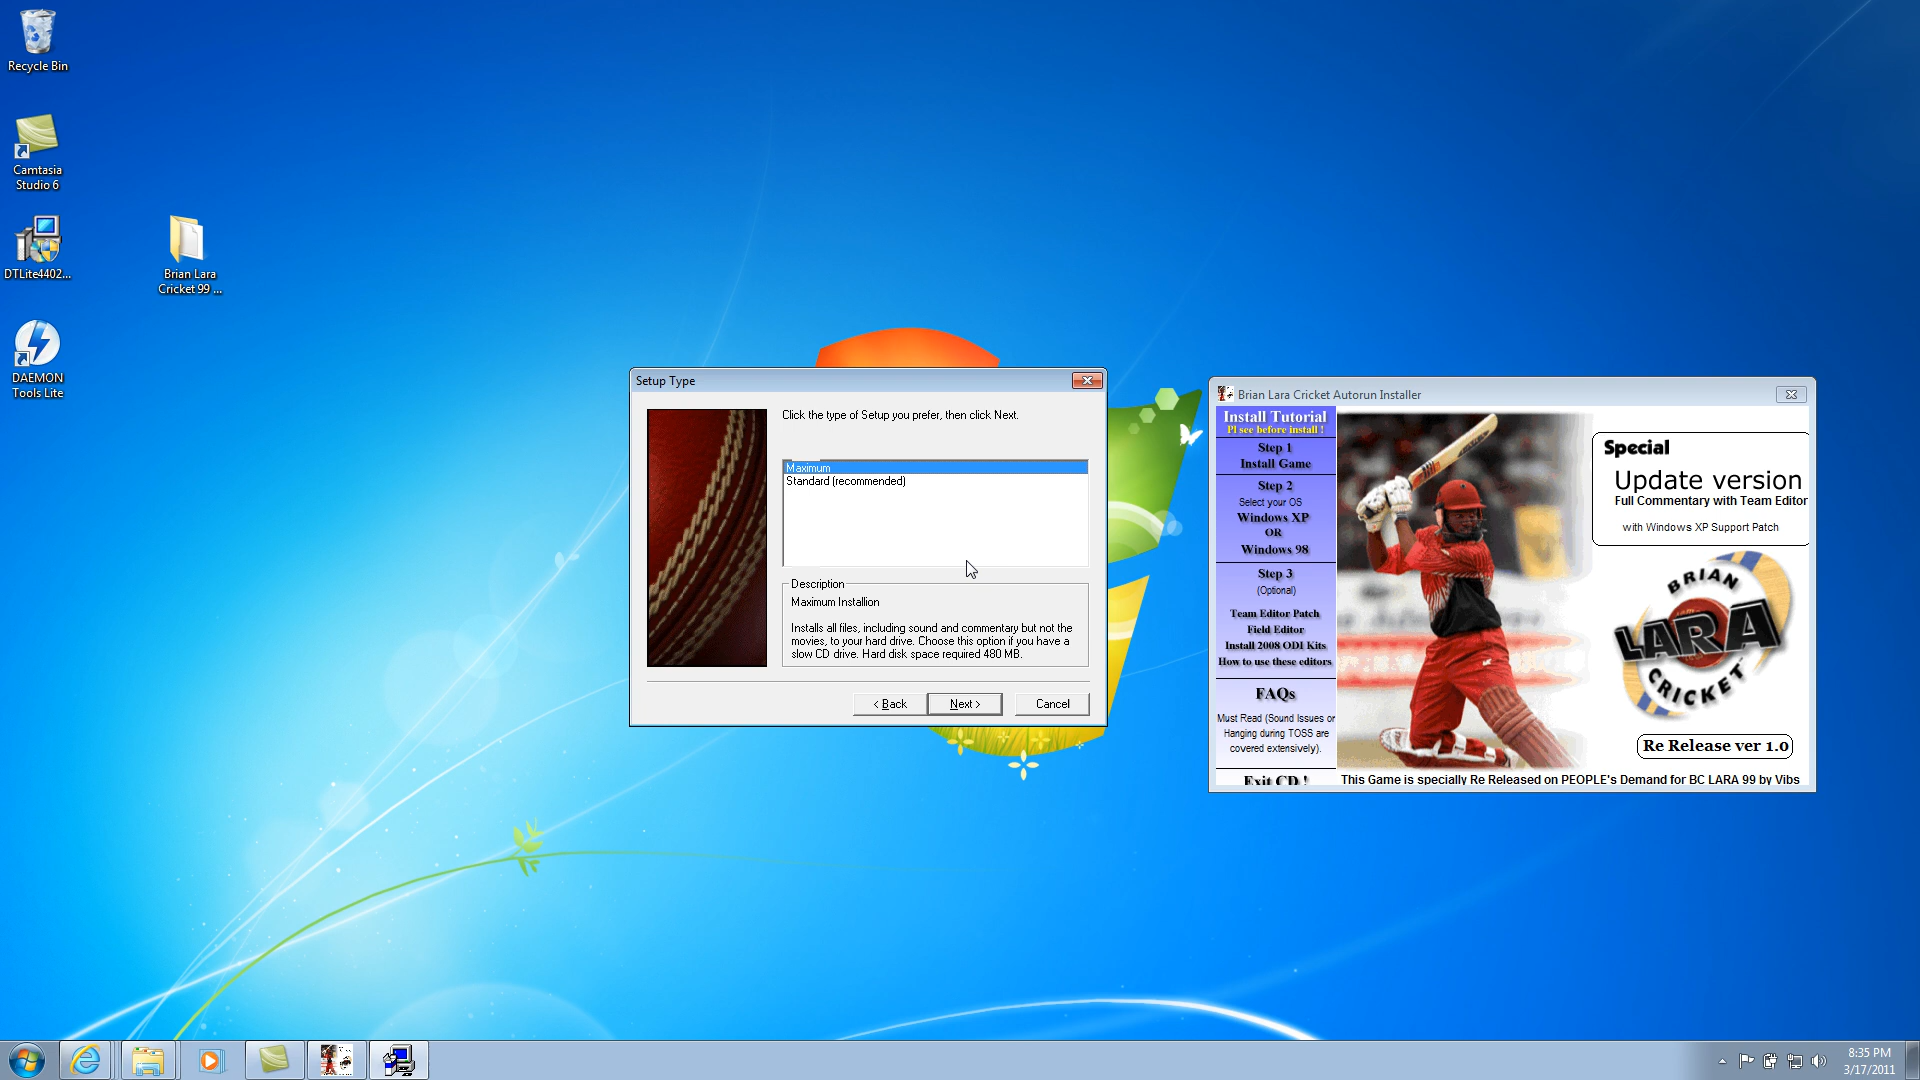 Recycle Bin
Camtasia
Studio 6
DTLite4402...
Brian Lara
Cricket 99 ...
DAEMON
Tools Lite
Setup Type
Click the type of Setup you prefer, then click Next.
Maximum
Standard (recommended)
Description
Maximum Installion
Installs all files, including sound and commentary but not the
movies, to your hard drive. Choose this option if you have a
slow CD drive. Hard disk space required 480 MB.
< Back
Next >
Cancel
Brian Lara Cricket Autorun Installer
Install Tutorial
Pl see before install !
Step 1
Install Game
Step 2
Select your OS
Windows XP
OR
Windows 98
Step 3
(Optional)
Team Editor Patch
Field Editor
Install 2008 ODI Kits
How to use these editors
FAQs
Must Read (Sound Issues or
Hanging during TOSS are
covered extensively).
Exit CD !
Special
Update version
Full Commentary with Team Editor
with Windows XP Support Patch
BRIAN
LARA
CRICKET
Re Release ver 1.0
This Game is specially Re Released on PEOPLE's Demand for BC LARA 99 by Vibs
8:35 PM
3/17/2011